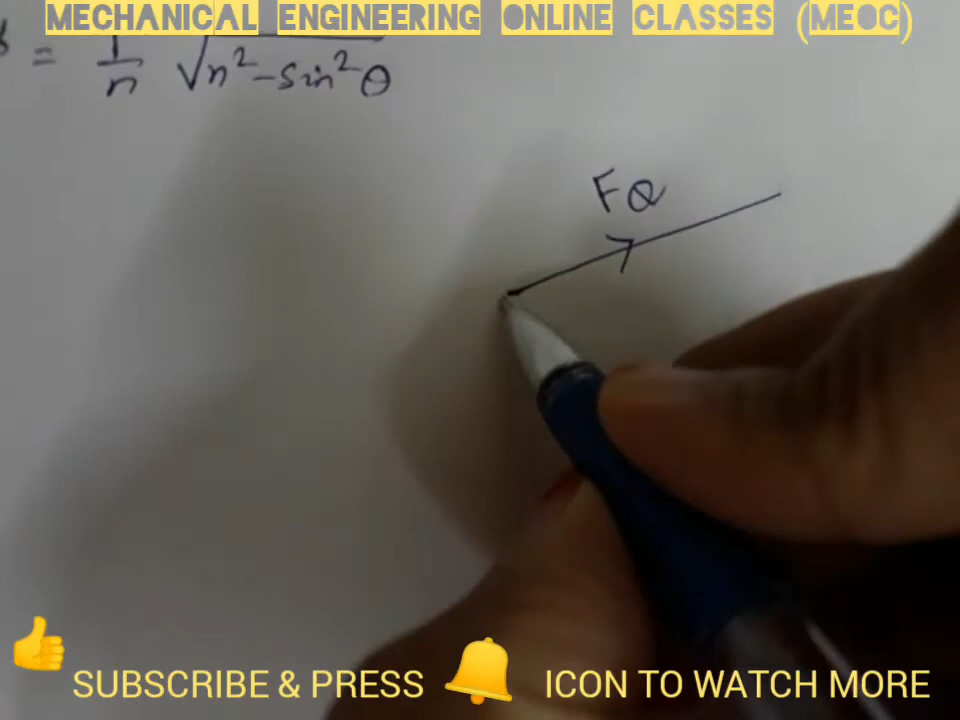 MECHANICAL ENGINEERING ONLINE CLASSES (MEOC)
= 1/n √n²-sin²θ
FQ
SUBSCRIBE & PRESS ICON TO WATCH MORE